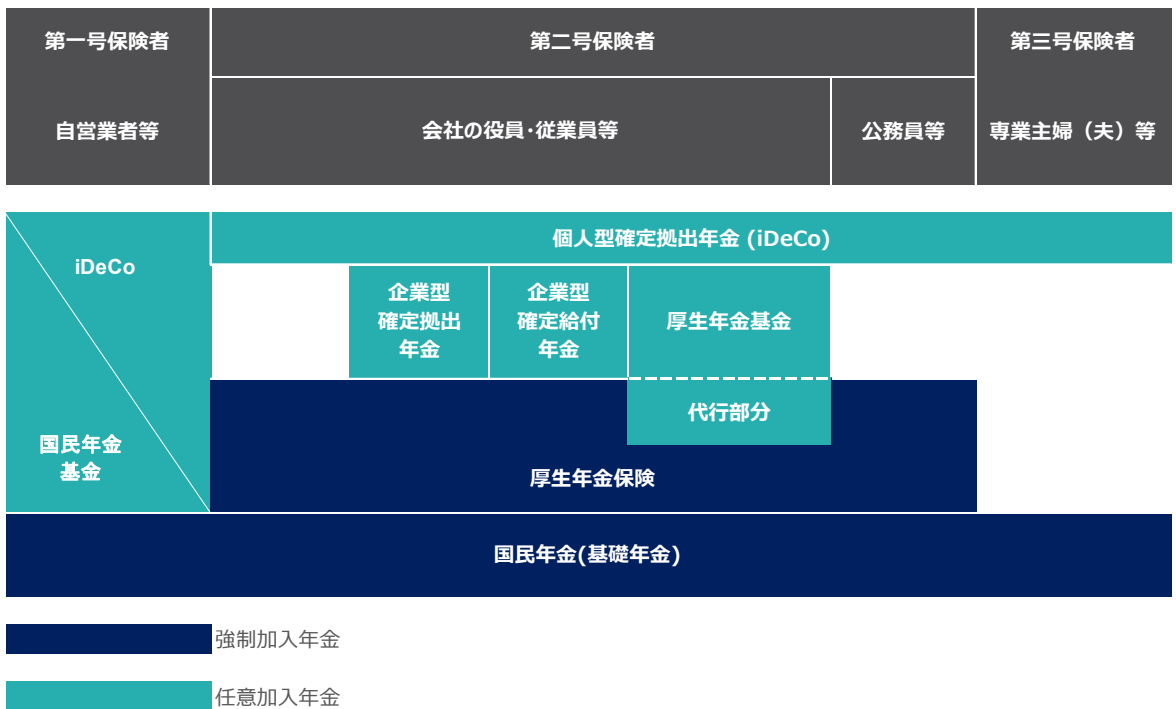 第一号保険者
第二号保険者
第三号保険者
自営業者等
会社の役員・従業員等
公務員等
専業主婦（夫）等
個人型確定拠出年金 (iDeCo)
iDeCo
国民年金
基金
企業型
確定拠出
年金
企業型
確定給付
年金
厚生年金基金
代行部分
厚生年金保険
国民年金(基礎年金)
強制加入年金
任意加入年金